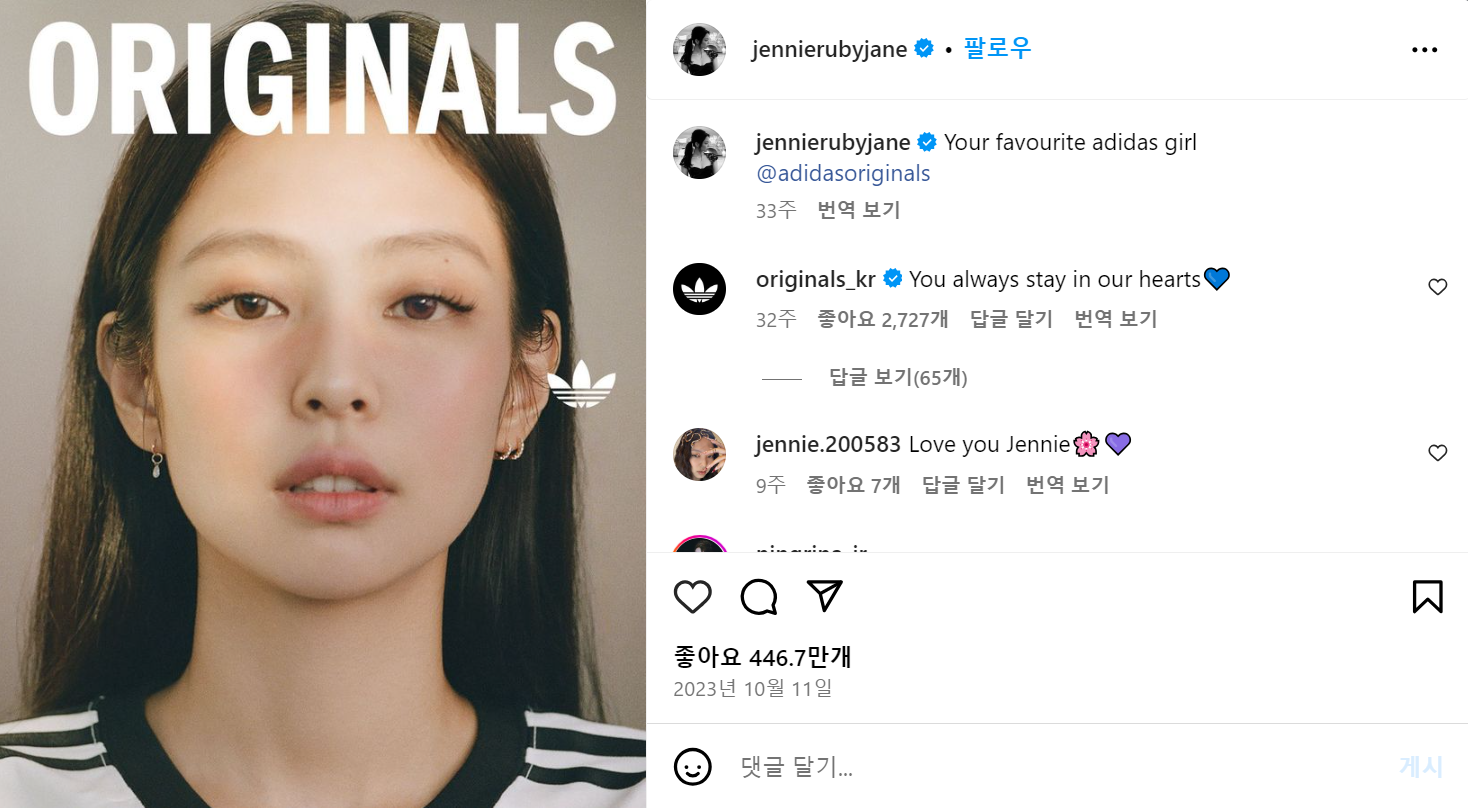 ORIGINALS
jennierubyjane • 팔로우
jennierubyjane Your favourite adidas girl
@adidasoriginals
33주 번역 보기
originals_kr You always stay in our hearts💙
32주 좋아요 2,727개 답글 달기 번역 보기
답글 보기(65개)
jennie.200583 Love you Jennie🌸💜
9주 좋아요 7개 답글 달기 번역 보기
좋아요 446.7만개
2023년 10월 11일
댓글 달기...
게시